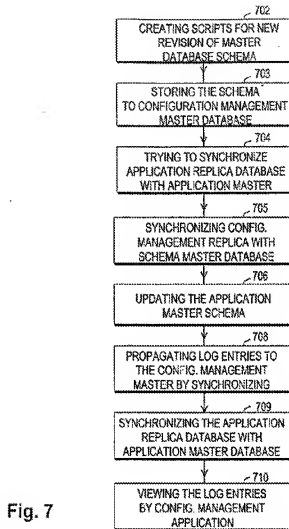 702
CREATING SCRIPTS FOR NEW
REVISION OF MASTER
DATABASE SCHEMA
703
STORING THE SCHEMA
TO CONFIGURATION MANAGEMENT
MASTER DATABASE
704
TRYING TO SYNCHRONIZE
APPLICATION REPLICA DATABASE
WITH APPLICATION MASTER
705
SYNCHRONIZING CONFIG.
MANAGEMENT REPLICA WITH
SCHEMA MASTER DATABASE
706
UPDATING THE APPLICATION
MASTER SCHEMA
708
PROPAGATING LOG ENTRIES TO
THE CONFIG. MANAGEMENT
MASTER BY SYNCHRONIZING
709
SYNCHRONIZING THE APPLICATION
REPLICA DATABASE WITH
APPLICATION MASTER DATABASE
710
VIEWING THE LOG ENTRIES
BY CONFIG. MANAGEMENT
APPLICATION
Fig. 7